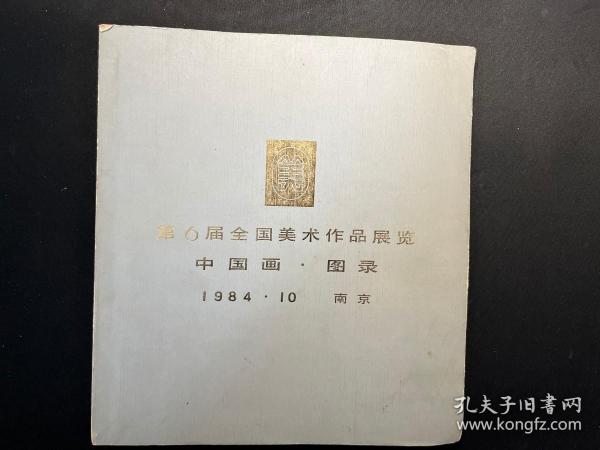 第6届全国美术作品展览
中国画·图录
1984·10 南京
孔夫子旧书网
www.kongfz.com